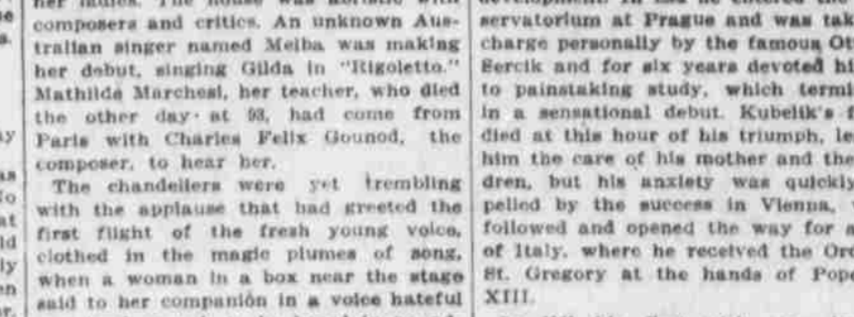 her ladies. The house was
composers and critics. An unknown Aus-
tralian singer named Melba was making
her debut, singing Gilda in "Rigoletto."
Mathilde Marchesi, her teacher, who died
the other day at 93, had come from
Paris with Charles Felix Gounod, the
composer, to hear her.
The chandeliers were yet trembling
with the applause that had greeted the
first flight of the fresh young voice,
clothed in the magic plumes of song,
when a woman in a box near the stage
said to her companion in a voice hateful
servatorium at Prague and was tak
charge personally by the famous Ot
Sercik and for six years devoted hi
to painstaking study, which termi
in a sensational debut. Kubelik's f
died at this hour of his triumph, le
him the care of his mother and the
dren, but his anxiety was quickly
pelled by the success in Vienna,
followed and opened the way for a
of Italy, where he received the Ord
St. Gregory at the hands of Pope
XIII.